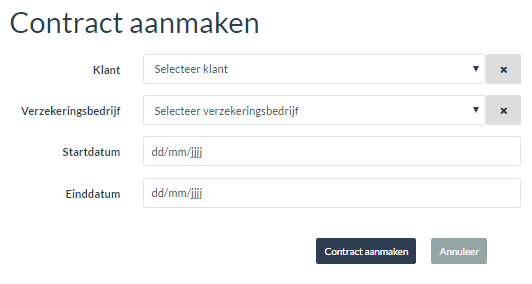 Contract aanmaken
Klant Selecteer klant
Verzekeringsbedrijf Selecteer verzekeringsbedrijf
Startdatum dd/mm/jjjj
Einddatum dd/mm/jjjj
Contract aanmaken Annuleer